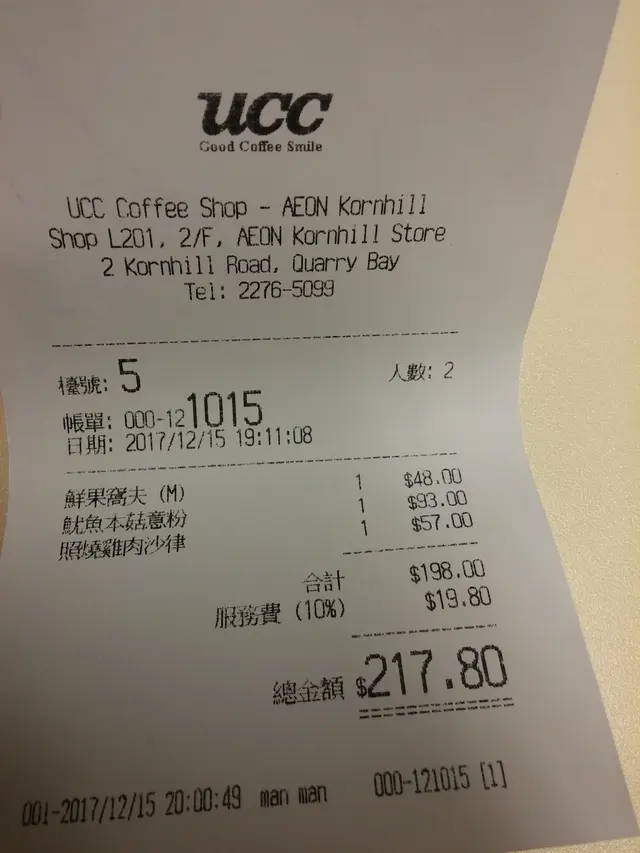 ucc
Good Coffee Smile
UCC Coffee Shop - AEON Kornhill
Shop L201, 2/F, AEON Kornhill Store
2 Kornhill Road, Quarry Bay
Tel: 2276-5099
檯號: 5 人數: 2
帳單: 000-121015
日期: 2017/12/15 19:11:08
鮮果窩夫 (M) 1 $48.00
魷魚本菇意粉 1 $93.00
照燒雞肉沙律 1 $57.00
合計 $198.00
服務費 (10%) $19.80
總金額 $217.80
001-2017/12/15 20:00:49 man man 000-121015 [1]